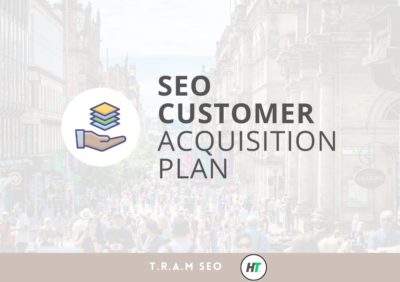 SEO
CUSTOMER
ACQUISITION
PLAN
T.R.A.M SEO
HT